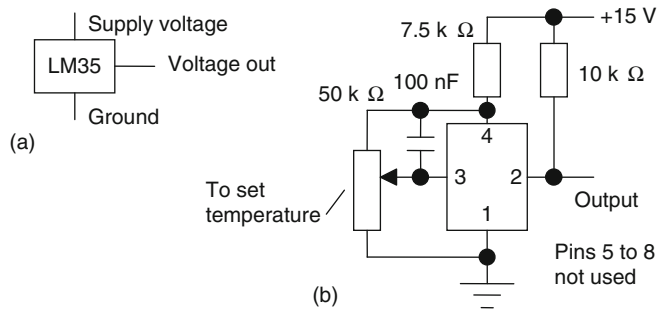 Supply voltage
LM35
Voltage out
Ground
(a)
+15 V
7.5 k Ω
10 k Ω
100 nF
50 k Ω
4
3
2
1
To set
temperature
Output
Pins 5 to 8
not used
(b)